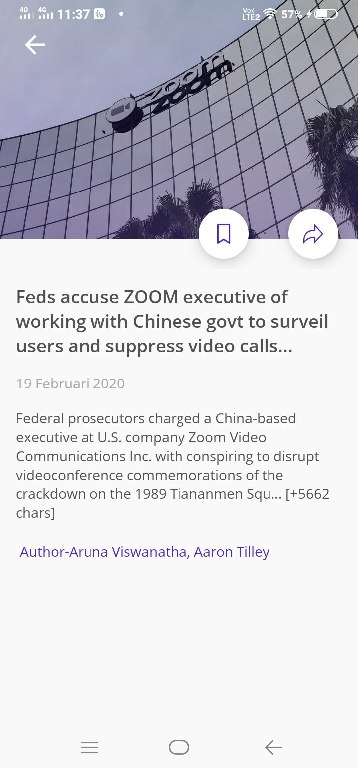 4G 4G 11:37 Vo) LTE2 57%
zoom
Feds accuse ZOOM executive of
working with Chinese govt to surveil
users and suppress video calls...
19 Februari 2020
Federal prosecutors charged a China-based
executive at U.S. company Zoom Video
Communications Inc. with conspiring to disrupt
videoconference commemorations of the
crackdown on the 1989 Tiananmen Squ... [+5662
chars]
Author-Aruna Viswanatha, Aaron Tilley